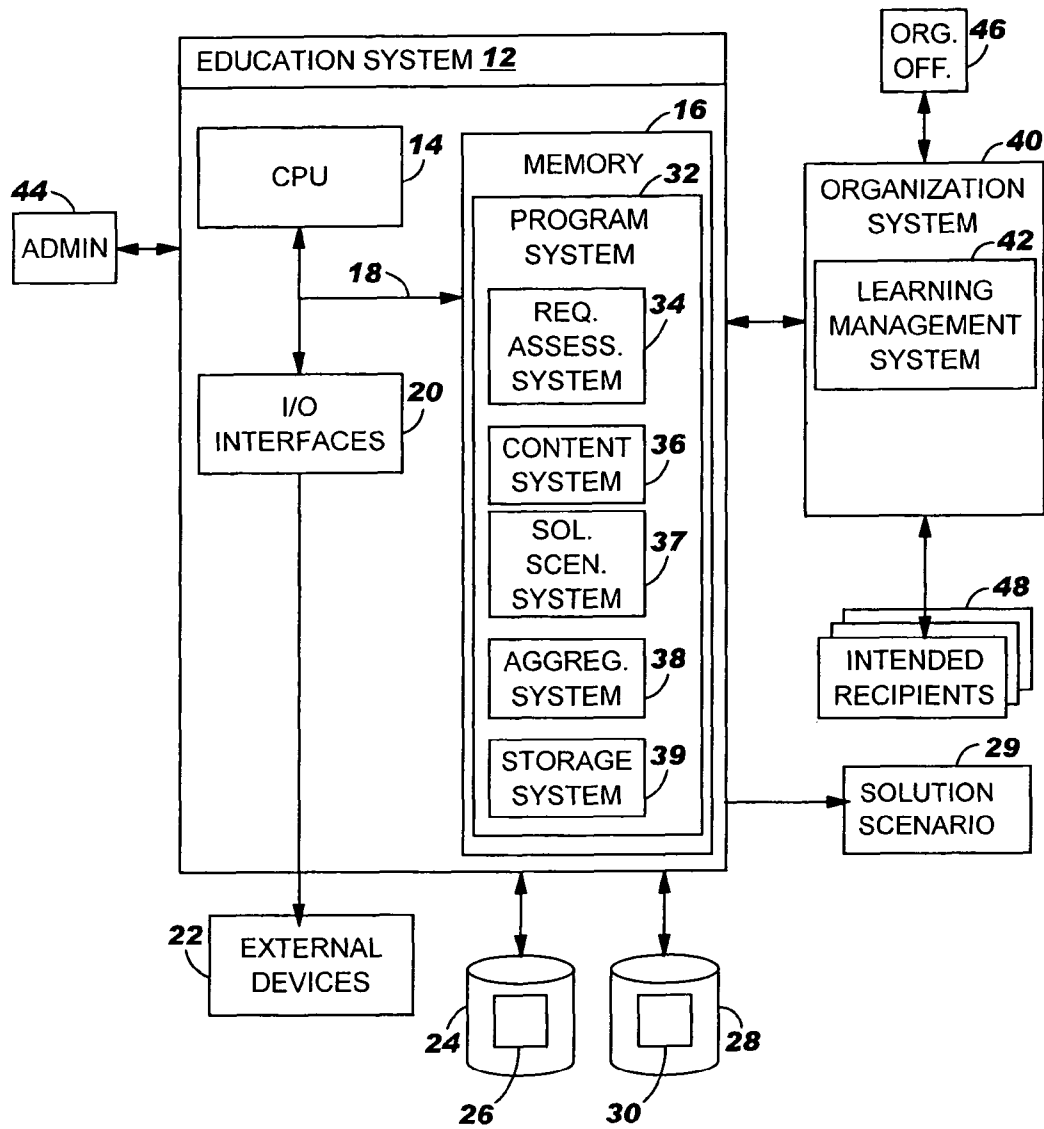 EDUCATION SYSTEM 12
CPU
14
16
MEMORY
32
PROGRAM
SYSTEM
18
REQ.
ASSESS.
SYSTEM
34
I/O
INTERFACES
20
CONTENT
SYSTEM
36
SOL.
SCEN.
SYSTEM
37
AGGREG.
SYSTEM
38
STORAGE
SYSTEM
39
44
ADMIN
ORG.
OFF.
46
40
ORGANIZATION
SYSTEM
42
LEARNING
MANAGEMENT
SYSTEM
48
INTENDED
RECIPIENTS
29
SOLUTION
SCENARIO
22
EXTERNAL
DEVICES
24
26
28
30